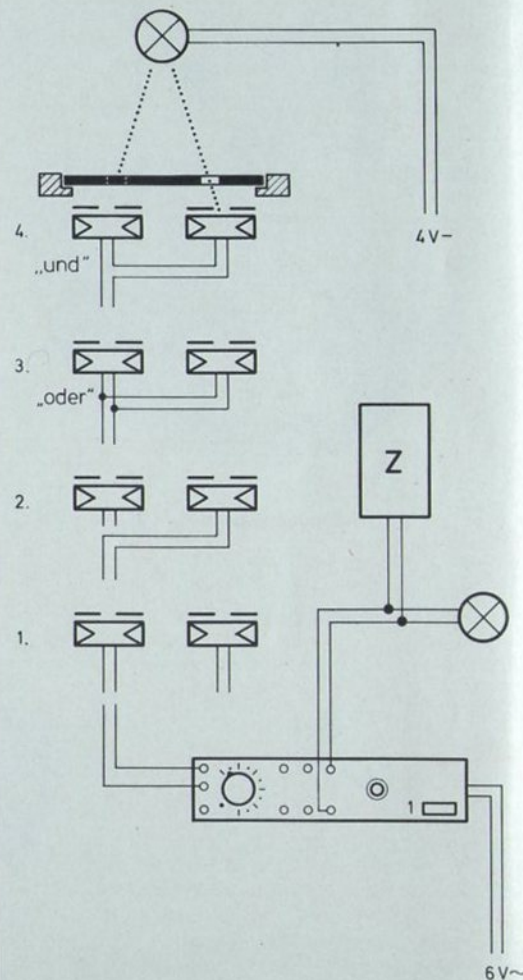 4V-
4.
„und"
3.
„oder"
2.
Z
1.
1
6V~